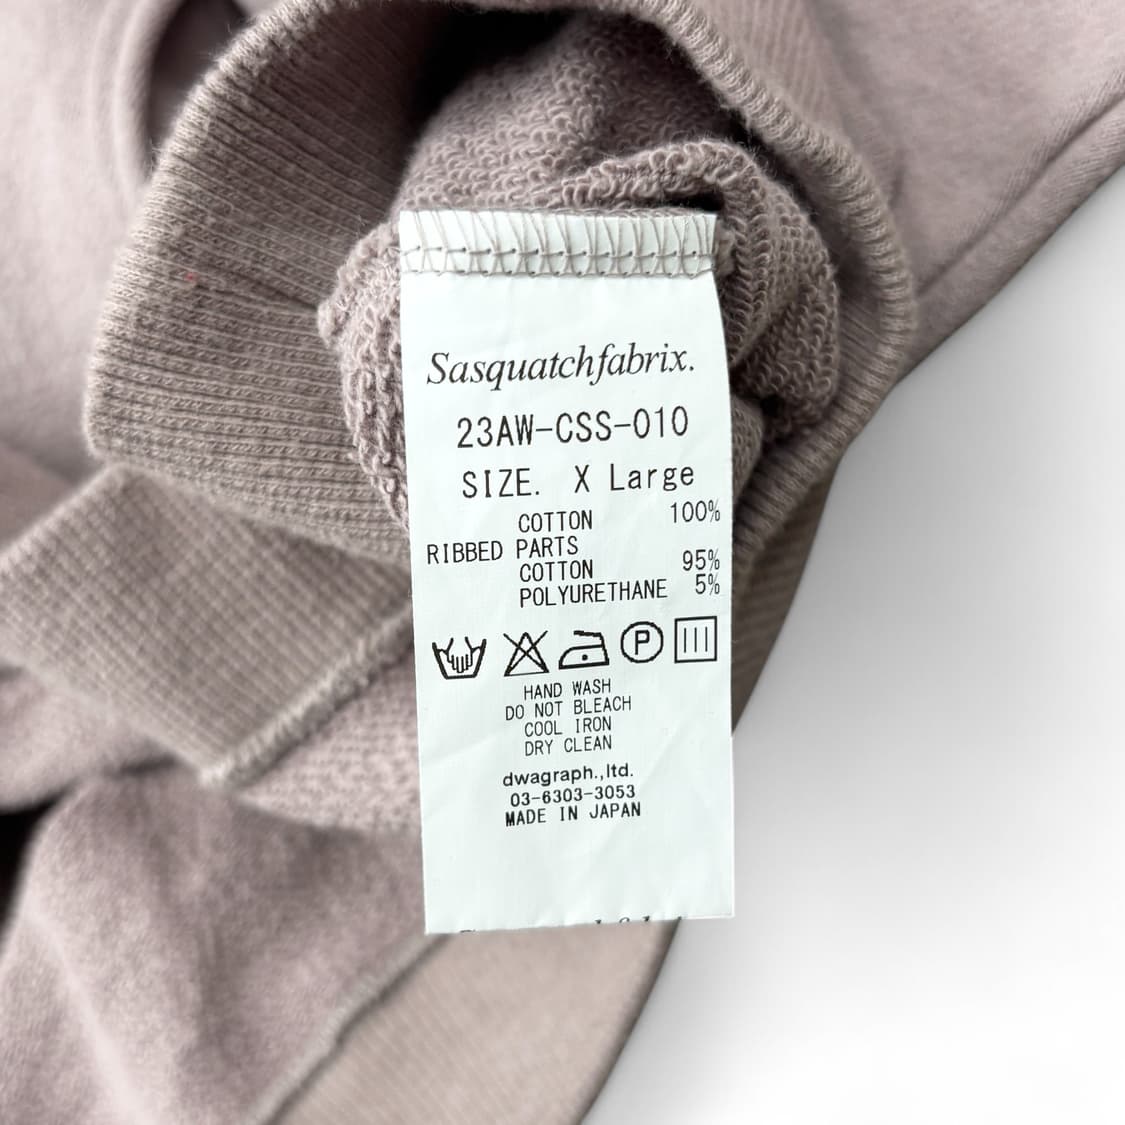 Sasquatchfabrix.
23AW-CSS-010
SIZE. X Large
COTTON 100%
RIBBED PARTS
COTTON 95%
POLYURETHANE 5%
P
HAND WASH
DO NOT BLEACH
COOL IRON
DRY CLEAN
dwagraph.,ltd.
03-6303-3053
MADE IN JAPAN